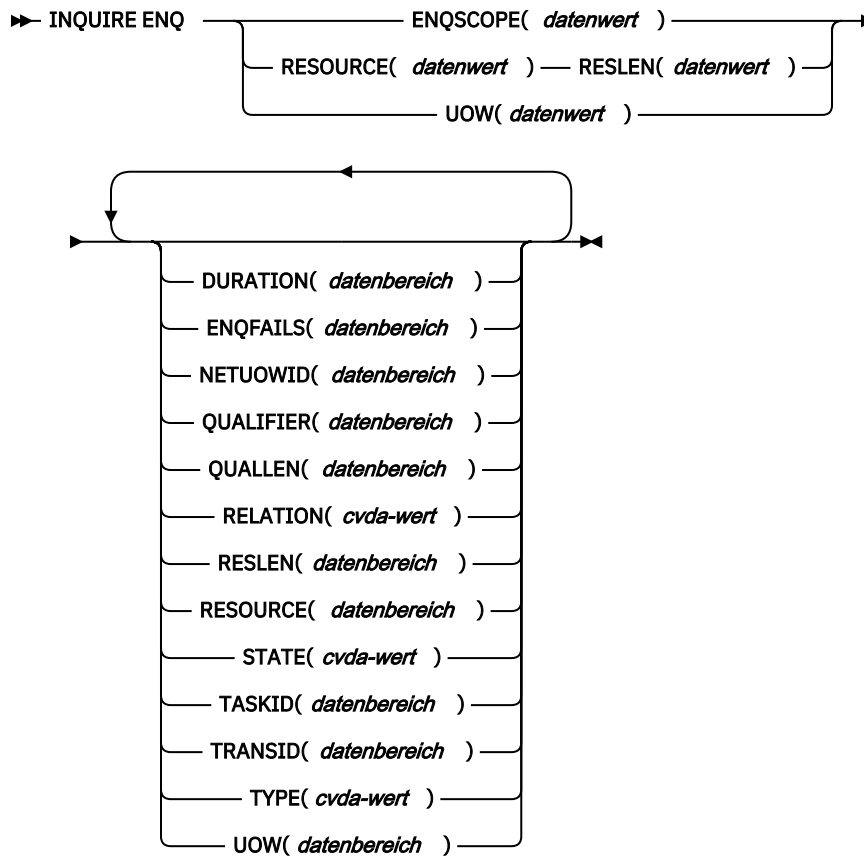 INQUIRE ENQ ENQSCOPE( datenwert )
RESOURCE( datenwert ) RESLEN( datenwert )
UOW( datenwert )
DURATION( datenbereich )
ENQFAILS( datenbereich )
NETUOWID( datenbereich )
QUALIFIER( datenbereich )
QUALLEN( datenbereich )
RELATION( cvda-wert )
RESLEN( datenbereich )
RESOURCE( datenbereich )
STATE( cvda-wert )
TASKID( datenbereich )
TRANSID( datenbereich )
TYPE( cvda-wert )
UOW( datenbereich )